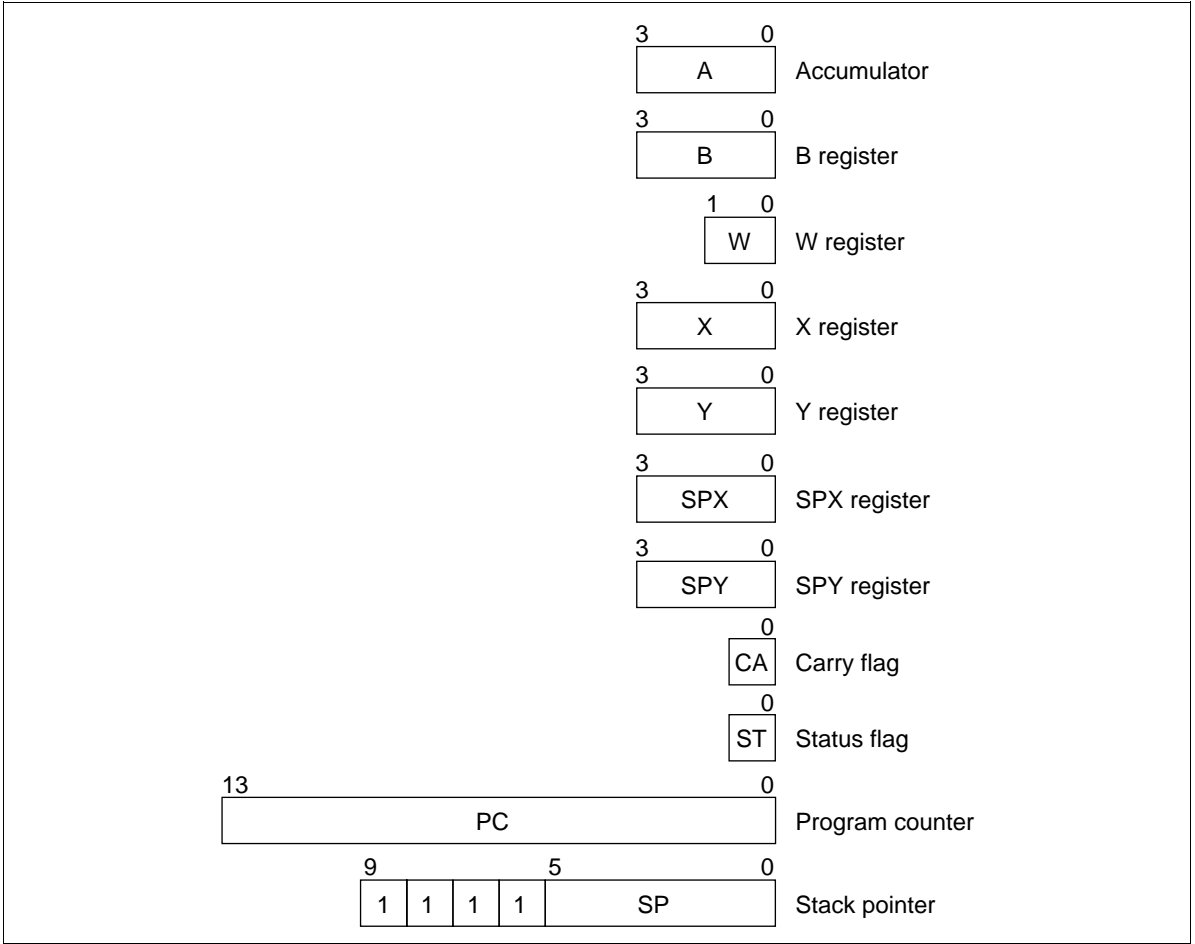 3 0
A Accumulator
3 0
B B register
1 0
W W register
3 0
X X register
3 0
Y Y register
3 0
SPX SPX register
3 0
SPY SPY register
0
CA Carry flag
0
ST Status flag
13 0
PC Program counter
9 5 0
1 1 1 1 SP Stack pointer